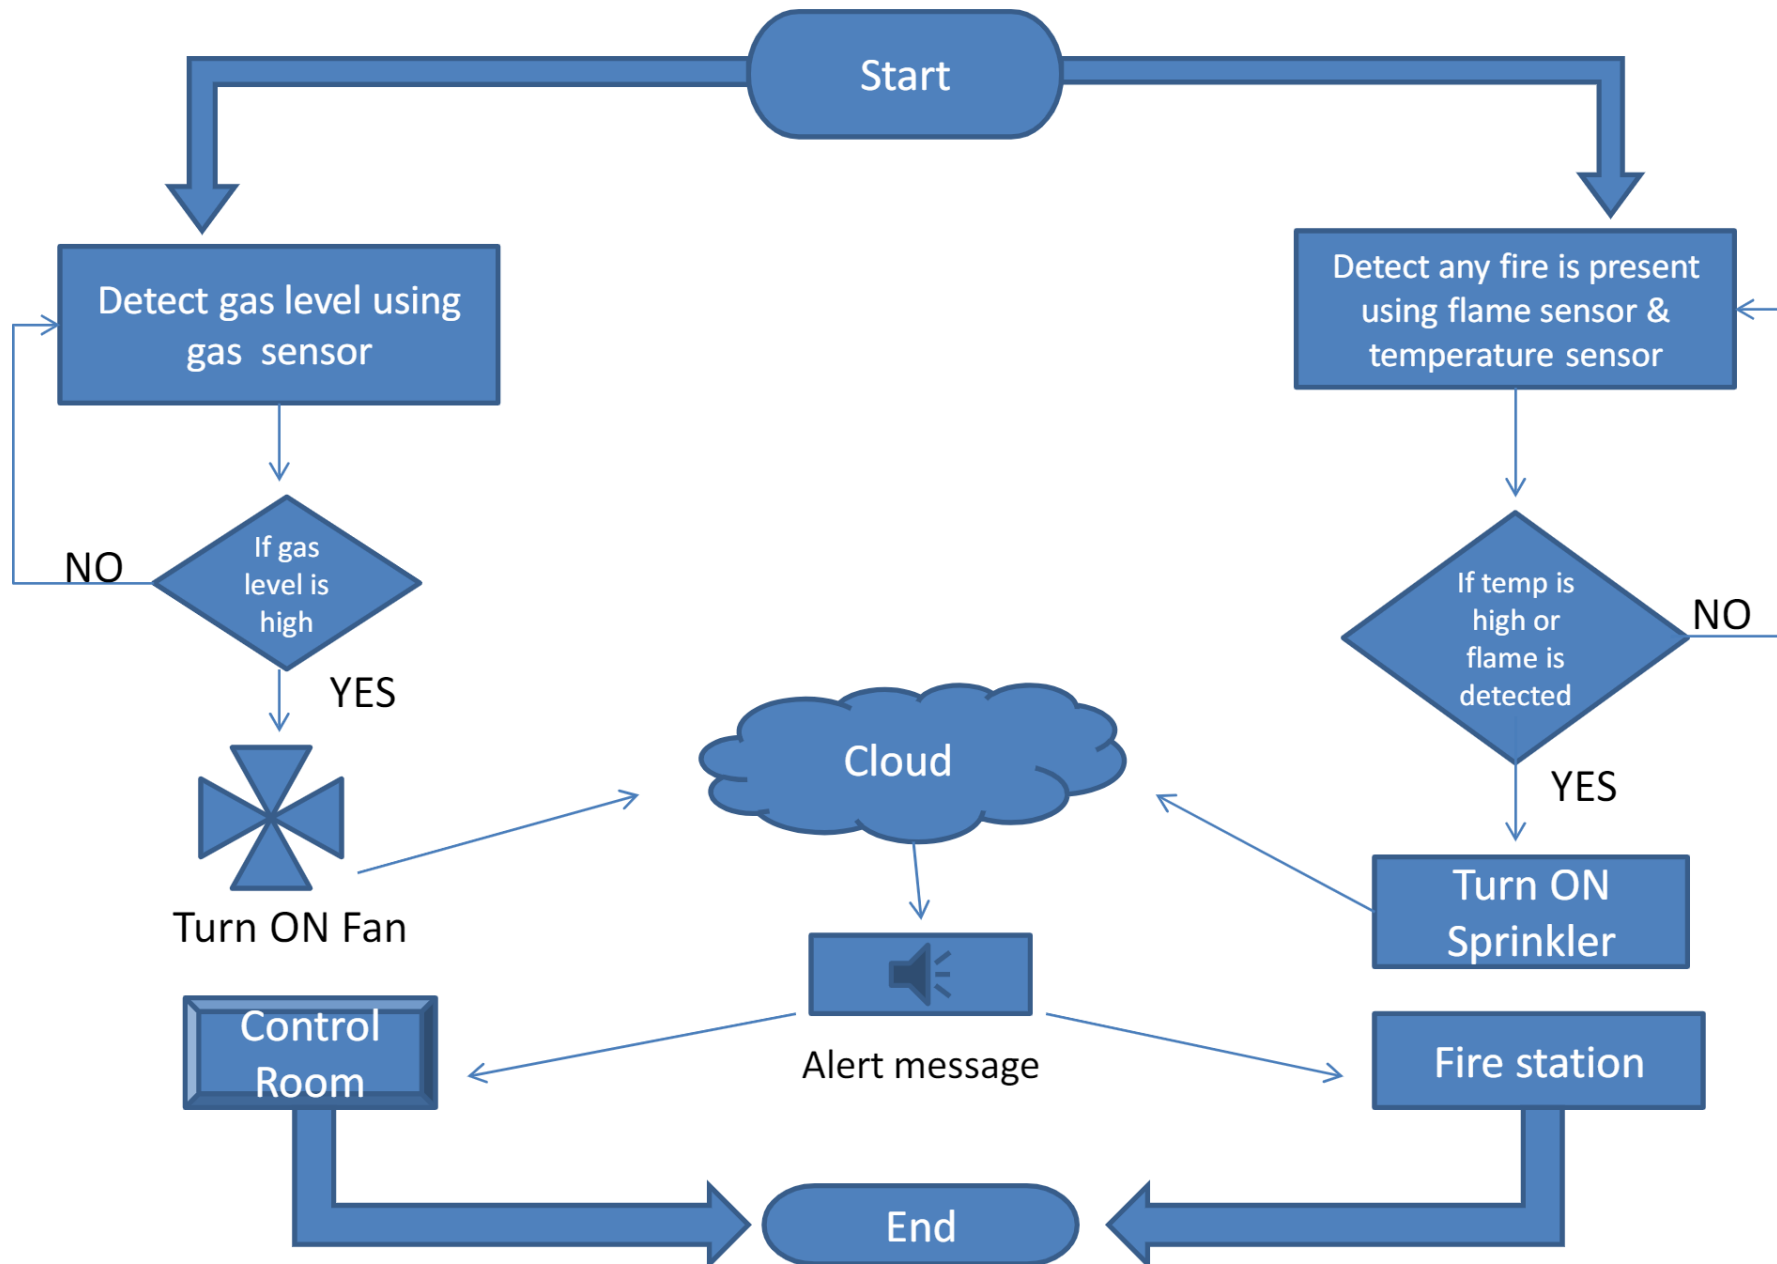 Start
Detect gas level using
gas sensor
Detect any fire is present
using flame sensor &
temperature sensor
If gas
level is
high
NO
YES
If temp is
high or
flame is
detected
NO
YES
Cloud
Turn ON Fan
Turn ON
Sprinkler
Alert message
Control
Room
Fire station
End